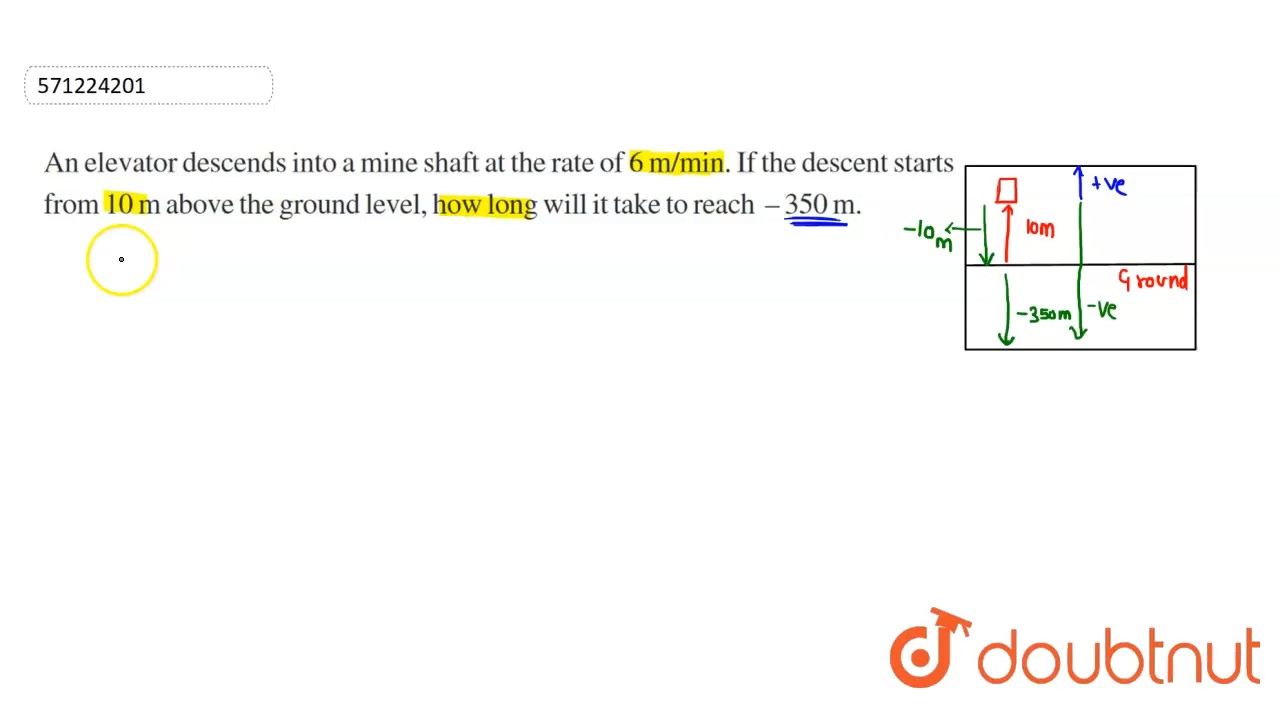 571224201
An elevator descends into a mine shaft at the rate of 6 m/min. If the descent starts
from 10 m above the ground level, how long will it take to reach – 350 m.
+ve
-10m
10m
Ground
-350m
-ve
doubtnut